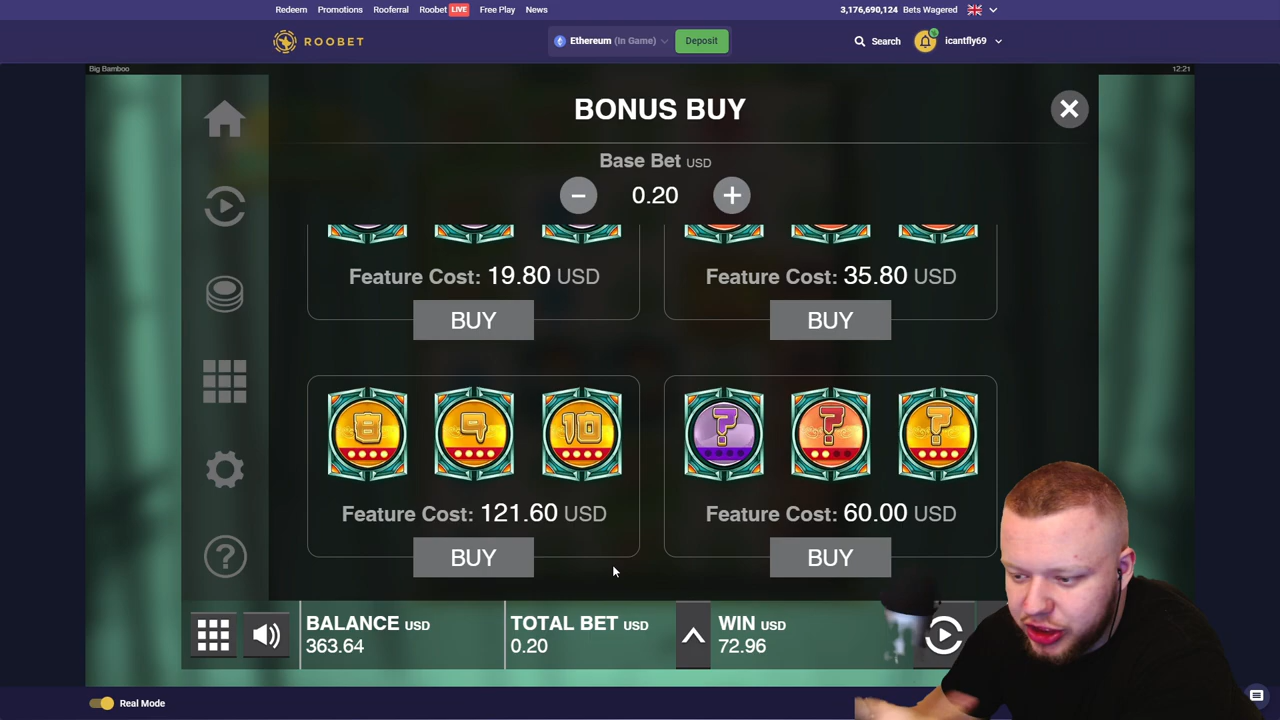 Redeem Promotions Rooferral Roobet LIVE Free Play News 3,176,690,124 Bets Wagered
ROOBET Ethereum (In Game) Deposit Search icantfly69
Big Bamboo 12:21
BONUS BUY
Base Bet USD
0.20
Feature Cost: 19.80 USD Feature Cost: 35.80 USD
BUY BUY
8 9 10 ? ? ?
Feature Cost: 121.60 USD Feature Cost: 60.00 USD
BUY BUY
BALANCE USD TOTAL BET USD WIN USD
363.64 0.20 72.96
Real Mode